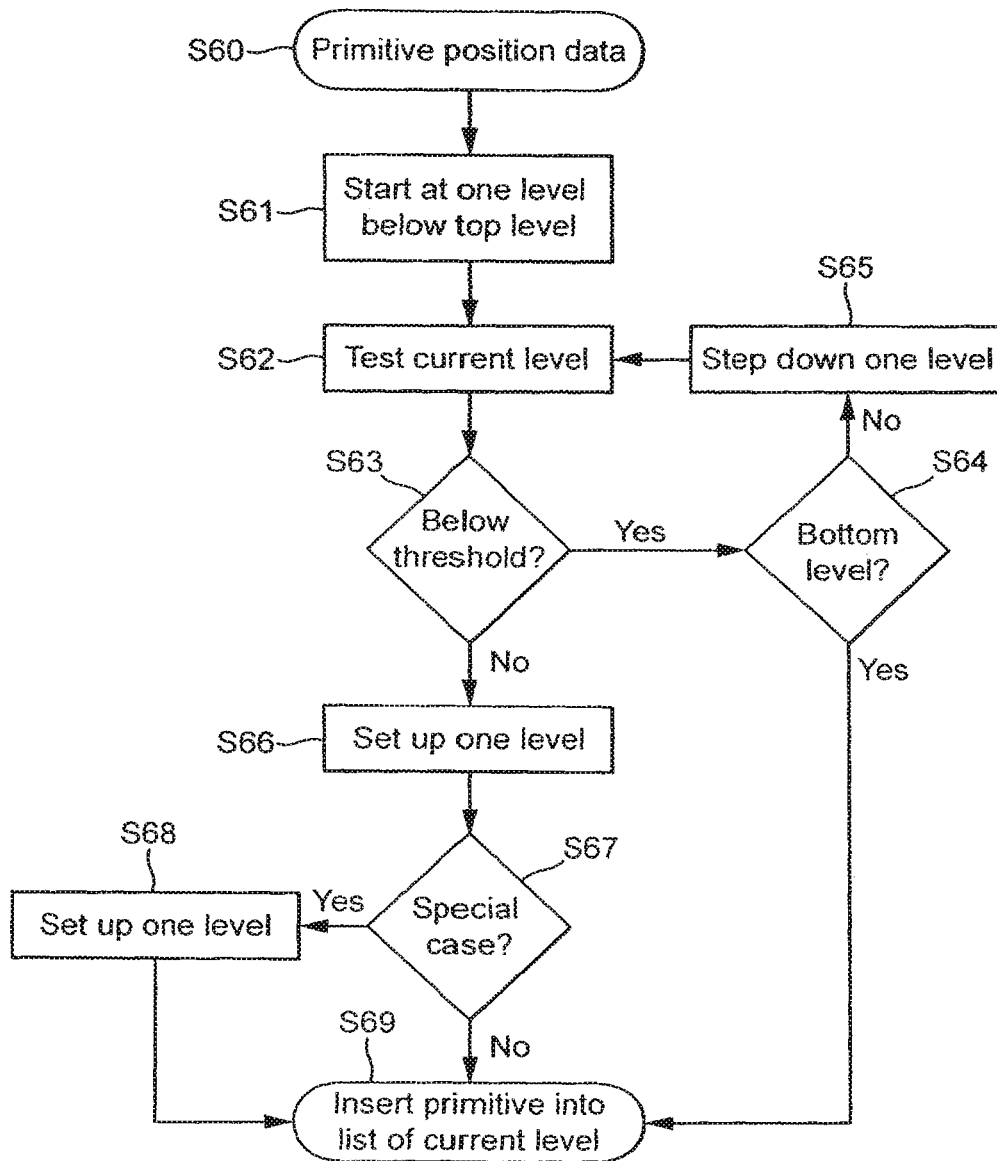 S60
Primitive position data
S61
Start at one level
below top level
S65
S62
Test current level
Step down one level
No
S63
S64
Below
threshold?
Yes
Bottom
level?
No
Yes
S66
Set up one level
S68
S67
Set up one level
Yes
Special
case?
S69
No
Insert primitive into
list of current level